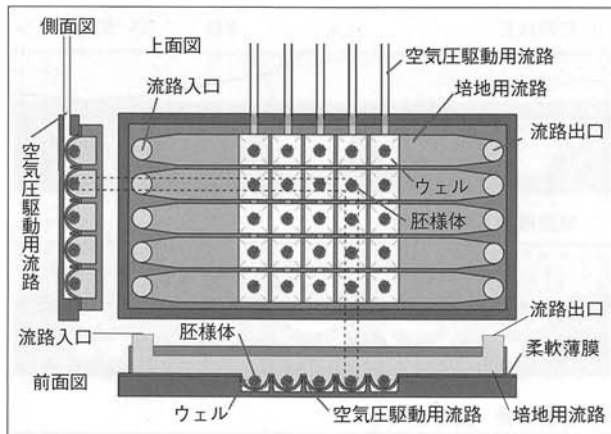 側面図
上面図
空気圧駆動用流路
流路入口
培地用流路
流路出口
空気圧駆動用流路
ウェル
胚様体
流路出口
流路入口
胚様体
柔軟薄膜
前面図
ウェル
空気圧駆動用流路
培地用流路